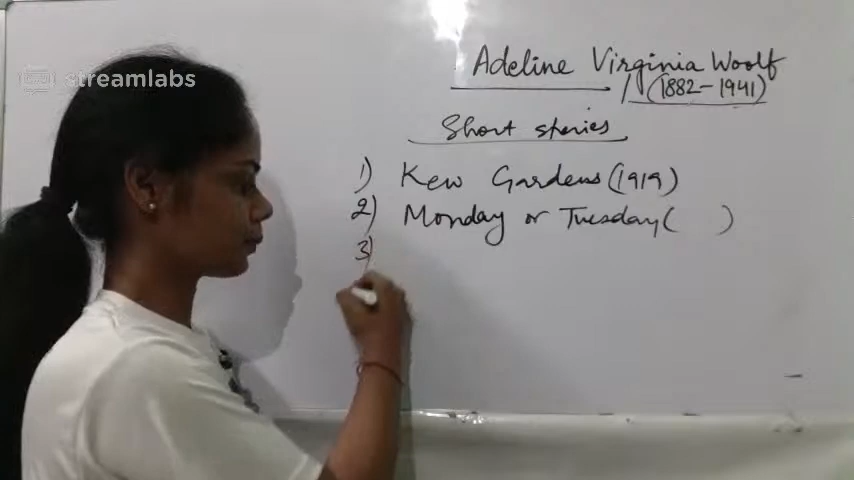 streamlabs
Adeline Virginia Woolf
(1882-1941)
Short stories
1) Kew Gardens (1919)
2) Monday or Tuesday ( )
3)